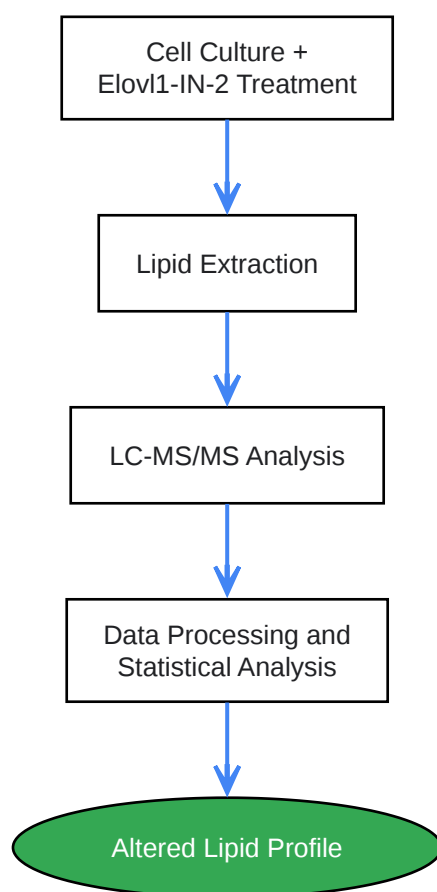 Cell Culture +
Elovl1-IN-2 Treatment
Lipid Extraction
LC-MS/MS Analysis
Data Processing and
Statistical Analysis
Altered Lipid Profile